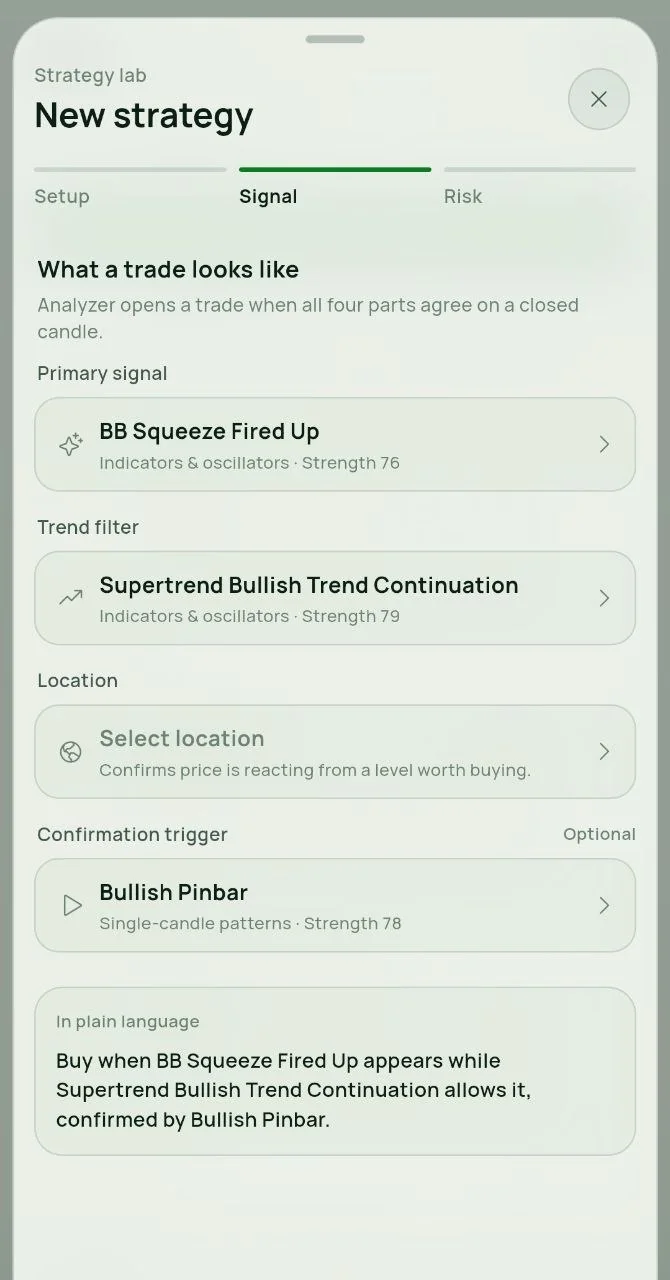 Strategy lab
New strategy
Setup
Signal
Risk
What a trade looks like
Analyzer opens a trade when all four parts agree on a closed
candle.
Primary signal
BB Squeeze Fired Up
Indicators & oscillators · Strength 76
Trend filter
Supertrend Bullish Trend Continuation
Indicators & oscillators · Strength 79
Location
Select location
Confirms price is reacting from a level worth buying.
Confirmation trigger
Optional
Bullish Pinbar
Single-candle patterns · Strength 78
In plain language
Buy when BB Squeeze Fired Up appears while
Supertrend Bullish Trend Continuation allows it,
confirmed by Bullish Pinbar.